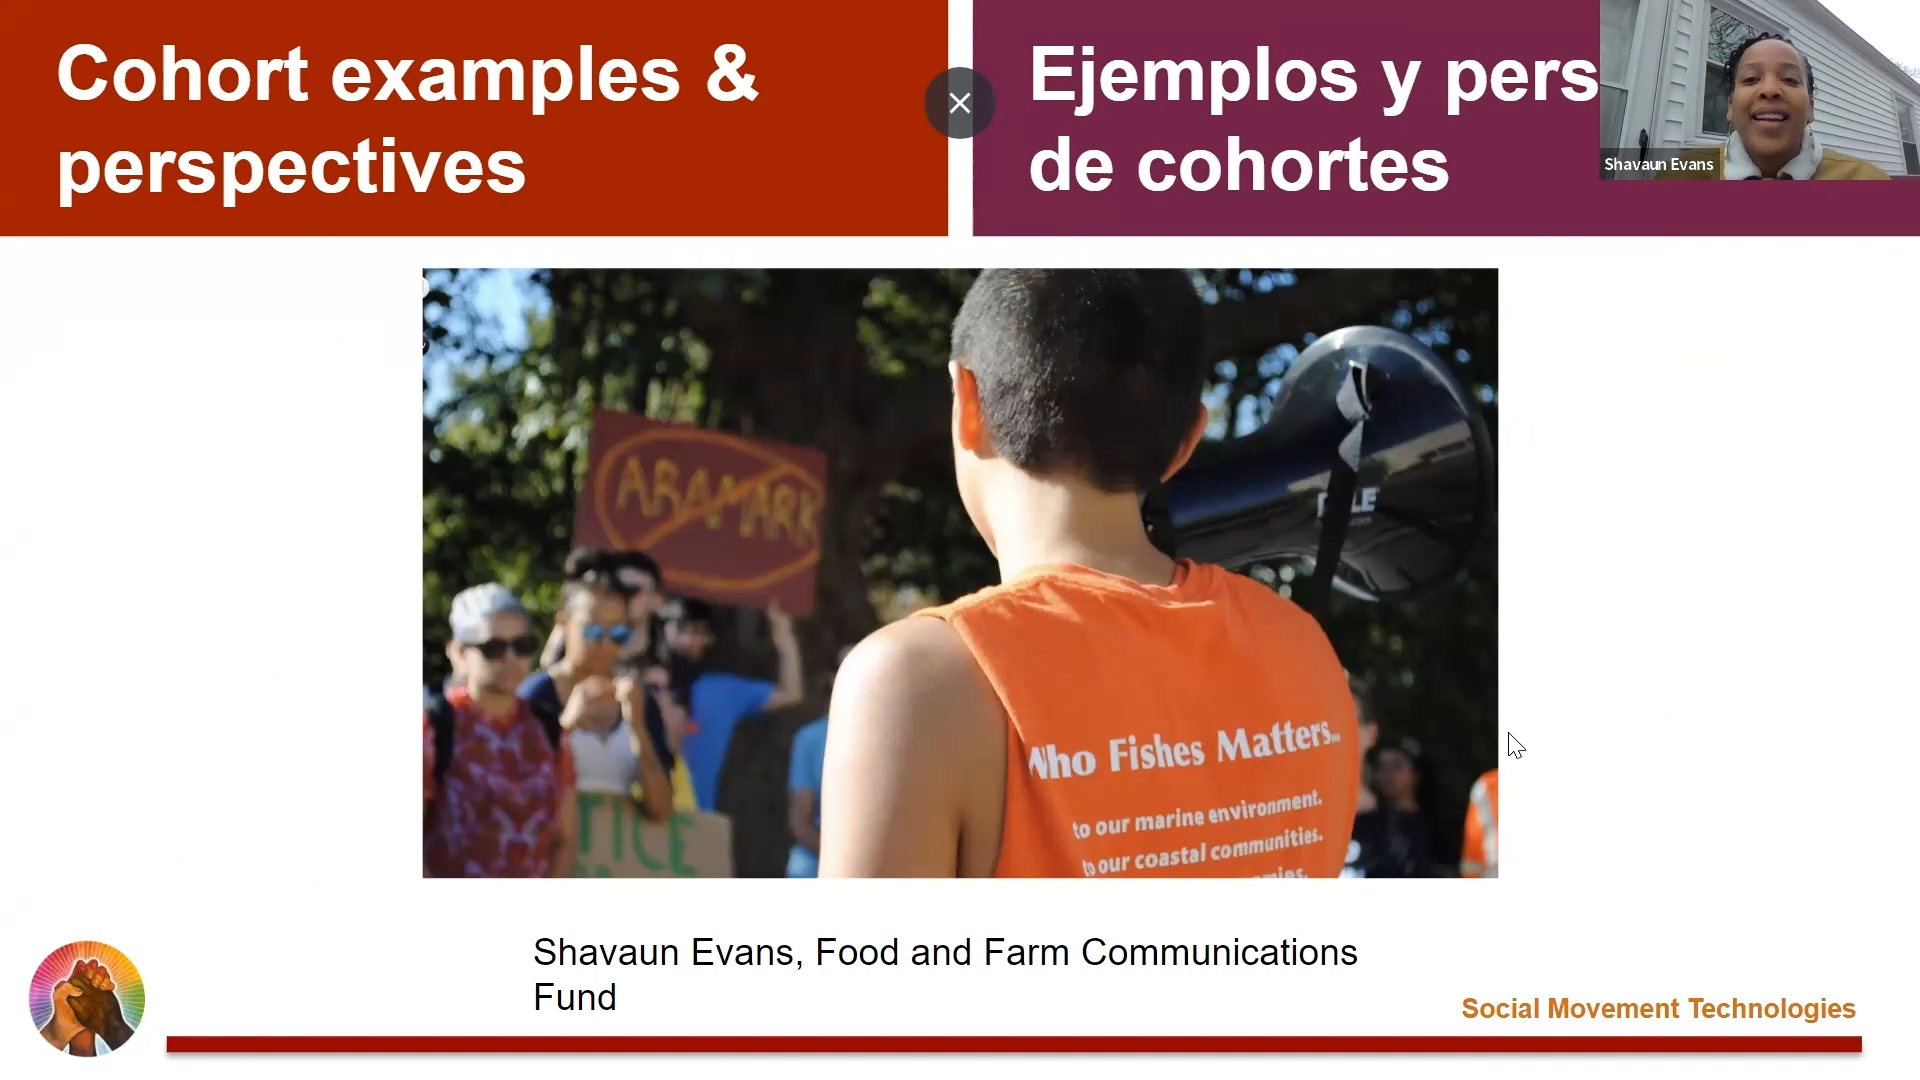 Cohort examples &
perspectives
Ejemplos y pers
de cohortes
Shavaun Evans
ARAMARK
TICE
Who Fishes Matters...
to our marine environment.
to our coastal communities.
Shavaun Evans, Food and Farm Communications
Fund
Social Movement Technologies